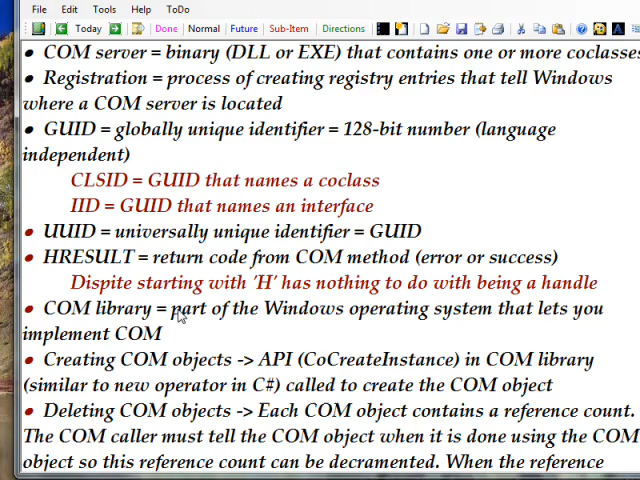 File Edit Tools Help ToDo
Today Done Normal Future Sub-Item Directions
● COM server = binary (DLL or EXE) that contains one or more coclasses
● Registration = process of creating registry entries that tell Windows
where a COM server is located
● GUID = globally unique identifier = 128-bit number (language
independent)
CLSID = GUID that names a coclass
IID = GUID that names an interface
● UUID = universally unique identifier = GUID
● HRESULT = return code from COM method (error or success)
Dispite starting with 'H' has nothing to do with being a handle
● COM library = part of the Windows operating system that lets you
implement COM
● Creating COM objects -> API (CoCreateInstance) in COM library
(similar to new operator in C#) called to create the COM object
● Deleting COM objects -> Each COM object contains a reference count.
The COM caller must tell the COM object when it is done using the COM
object so this reference count can be decramented. When the reference